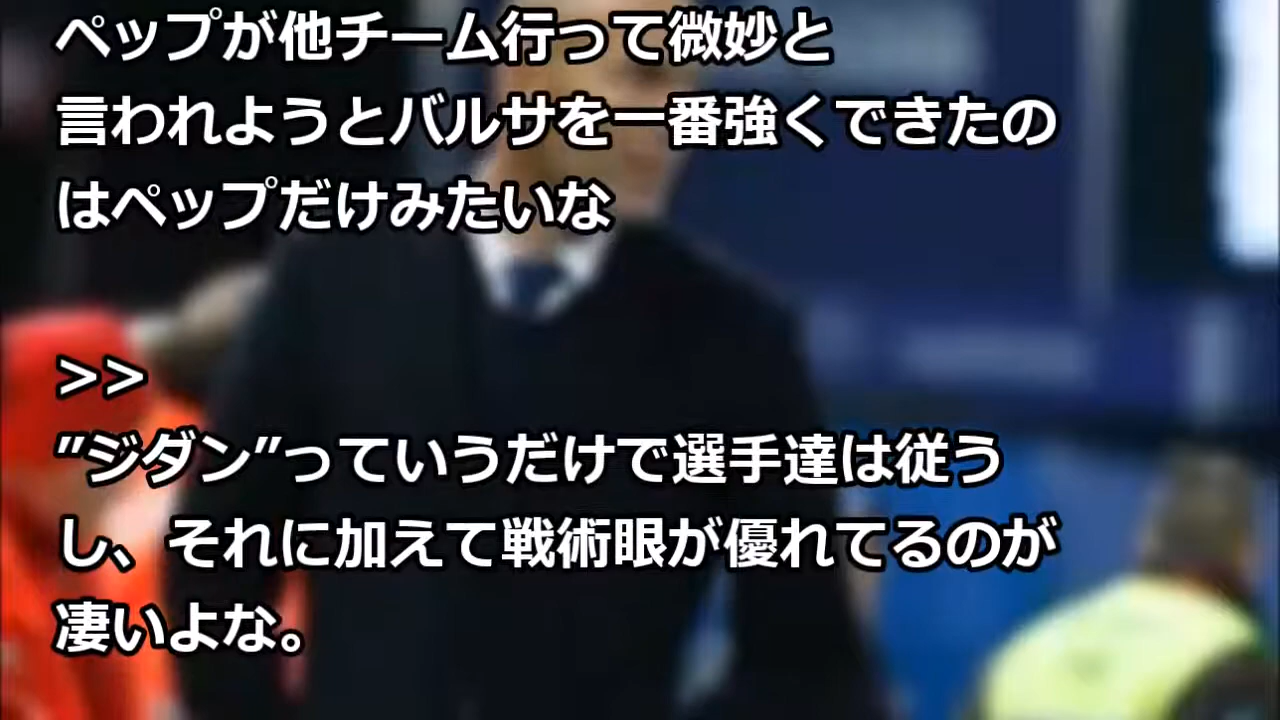 ペップが他チーム行って微妙と
言われようとバルサを一番強くできたの
はペップだけみたいな
>>
”ジダン”っていうだけで選手達は従う
し、それに加えて戦術眼が優れてるのが
凄いよな。